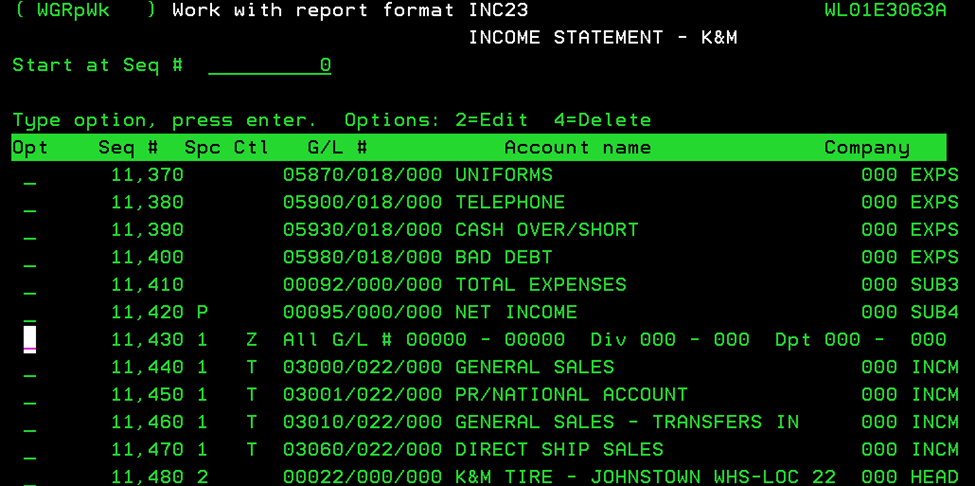 ( WGRpWk   ) Work with report format INC23        WL01E3063A
INCOME STATEMENT - K&M
Start at Seq #          0
Type option, press enter.  Options: 2=Edit  4=Delete
Opt    Seq #  Spc Ctl   G/L #           Account name              Company
_      11,370        05870/018/000 UNIFORMS                  000 EXPS
_      11,380        05900/018/000 TELEPHONE                 000 EXPS
_      11,390        05930/018/000 CASH OVER/SHORT           000 EXPS
_      11,400        05980/018/000 BAD DEBT                  000 EXPS
_      11,410        00092/000/000 TOTAL EXPENSES            000 SUB3
_      11,420 P      00095/000/000 NET INCOME                000 SUB4
_      11,430 1   Z  All G/L # 00000 - 00000  Div 000 - 000  Dpt 000 -  000
_      11,440 1   T  03000/022/000 GENERAL SALES             000 INCM
_      11,450 1   T  03001/022/000 PR/NATIONAL ACCOUNT       000 INCM
_      11,460 1   T  03010/022/000 GENERAL SALES - TRANSFERS IN     000 INCM
_      11,470 1   T  03060/022/000 DIRECT SHIP SALES         000 INCM
_      11,480 2      00022/000/000 K&M TIRE - JOHNSTOWN WHS-LOC 22  000 HEAD